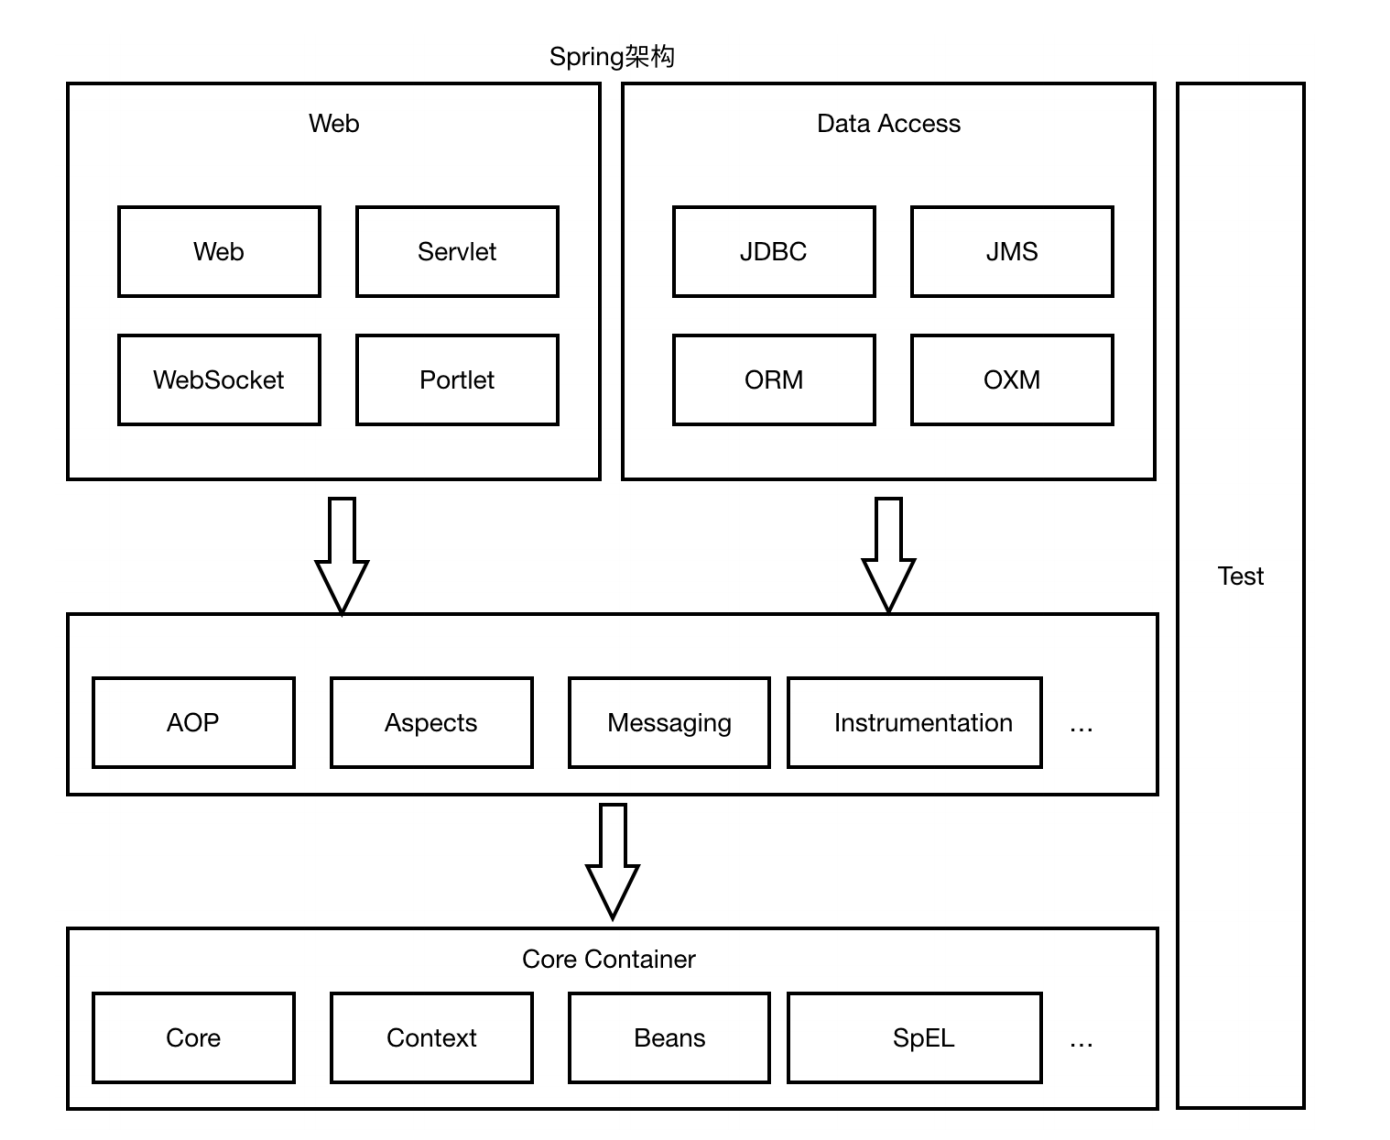 Spring架构
Web
Data Access
Web
Servlet
JDBC
JMS
WebSocket
Portlet
ORM
OXM
Test
AOP
Aspects
Messaging
Instrumentation
...
Core Container
Core
Context
Beans
SpEL
...